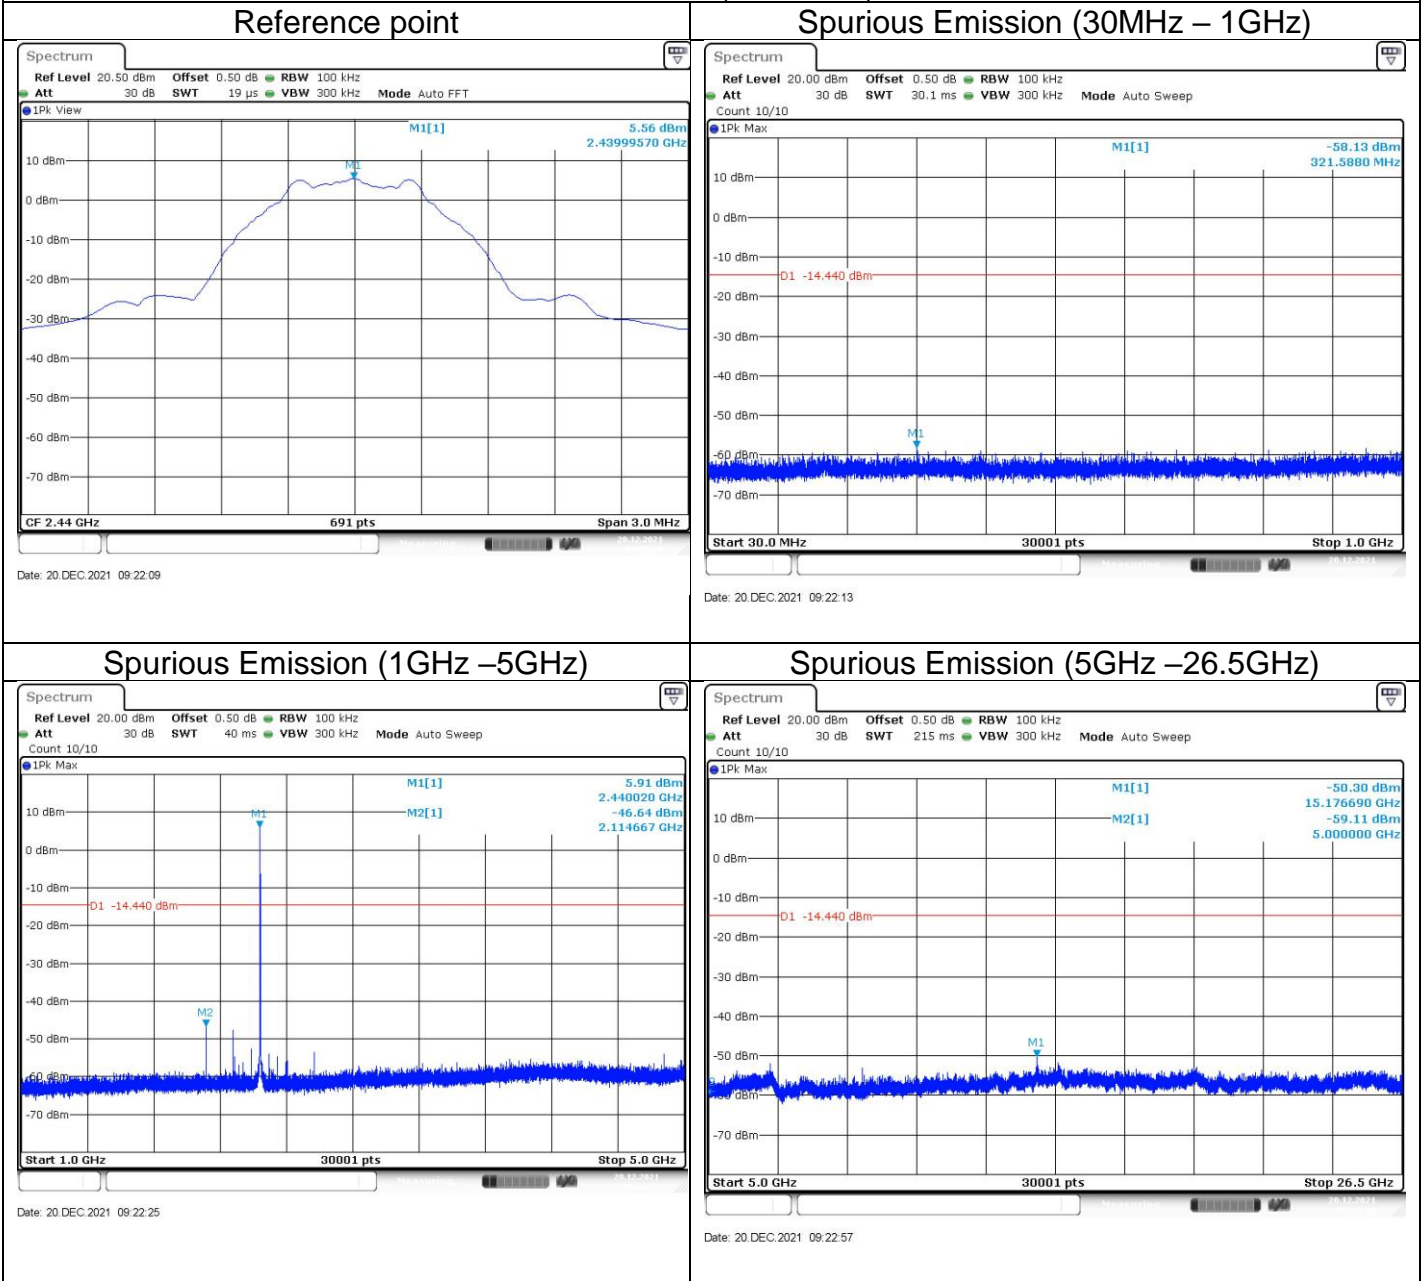 Reference point
Spectrum
Ref Level 20.50 dBm Offset 0.50 dB RBW 100 kHz
Att 30 dB SWT 19 µs VBW 300 kHz Mode Auto FFT
1Pk View
M1[1] 5.56 dBm
2.43999570 GHz
M1
10 dBm
0 dBm
-10 dBm
-20 dBm
-30 dBm
-40 dBm
-50 dBm
-60 dBm
-70 dBm
CF 2.44 GHz 691 pts Span 3.0 MHz
20.12.2021
Date: 20.DEC.2021 09:22:09
Spurious Emission (30MHz – 1GHz)
Spectrum
Ref Level 20.00 dBm Offset 0.50 dB RBW 100 kHz
Att 30 dB SWT 30.1 ms VBW 300 kHz Mode Auto Sweep
Count 10/10
1Pk Max
M1[1] -58.13 dBm
321.5880 MHz
10 dBm
0 dBm
-10 dBm
D1 -14.440 dBm
-20 dBm
-30 dBm
-40 dBm
-50 dBm
M1
-60 dBm
-70 dBm
Start 30.0 MHz 30001 pts Stop 1.0 GHz
Measuring 20.12.2021
Date: 20.DEC.2021 09:22:13
Spurious Emission (1GHz –5GHz)
Spectrum
Ref Level 20.00 dBm Offset 0.50 dB RBW 100 kHz
Att 30 dB SWT 40 ms VBW 300 kHz Mode Auto Sweep
Count 10/10
1Pk Max
M1[1] 5.91 dBm
2.440020 GHz
M2[1] -46.64 dBm
2.114667 GHz
10 dBm
M1
0 dBm
-10 dBm
D1 -14.440 dBm
-20 dBm
-30 dBm
-40 dBm
M2
-50 dBm
-60 dBm
-70 dBm
Start 1.0 GHz 30001 pts Stop 5.0 GHz
Date: 20.DEC.2021 09:22:25
Spurious Emission (5GHz –26.5GHz)
Spectrum
Ref Level 20.00 dBm Offset 0.50 dB RBW 100 kHz
Att 30 dB SWT 215 ms VBW 300 kHz Mode Auto Sweep
Count 10/10
1Pk Max
M1[1] -50.30 dBm
15.176690 GHz
M2[1] -59.11 dBm
5.000000 GHz
10 dBm
0 dBm
-10 dBm
D1 -14.440 dBm
-20 dBm
-30 dBm
-40 dBm
M1
-50 dBm
-70 dBm
Start 5.0 GHz 30001 pts Stop 26.5 GHz
Date: 20.DEC.2021 09:22:57